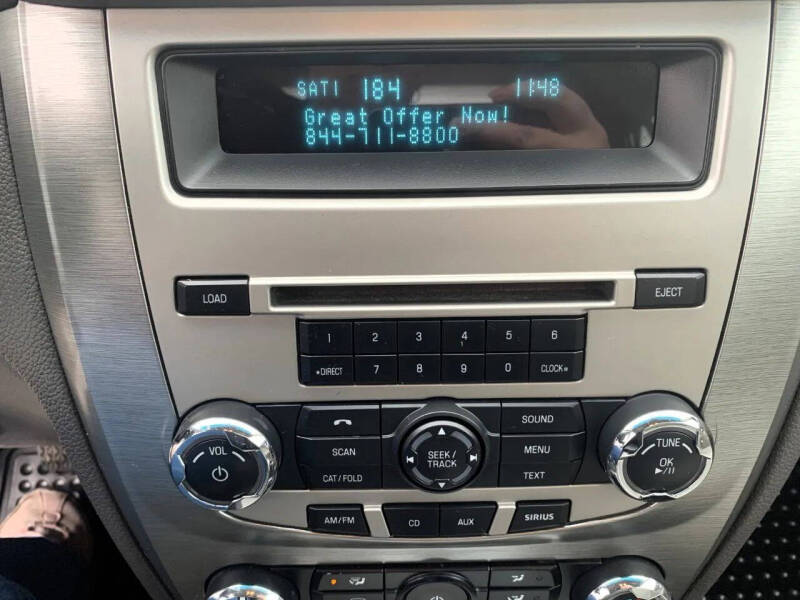 SAT1 184 11:48
Great Offer Now!
844-711-8800
LOAD
EJECT
1 2 3 4 5 6
DIRECT 7 8 9 0 CLOCK
SOUND
VOL
SCAN
SEEK/
TRACK
MENU
TUNE
OK
CAT/FOLD
TEXT
AM/FM
CD
AUX
SIRIUS